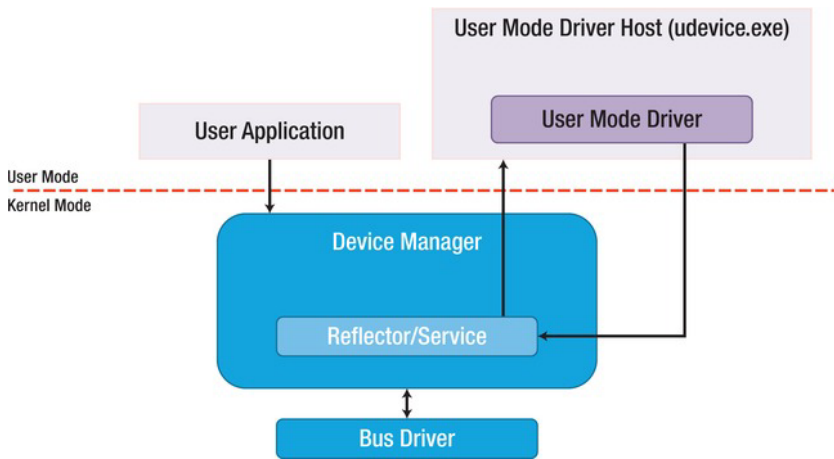 User Mode Driver Host (udevice.exe)
User Mode Driver
User Application
User Mode
Kernel Mode
Device Manager
Reflector/Service
Bus Driver